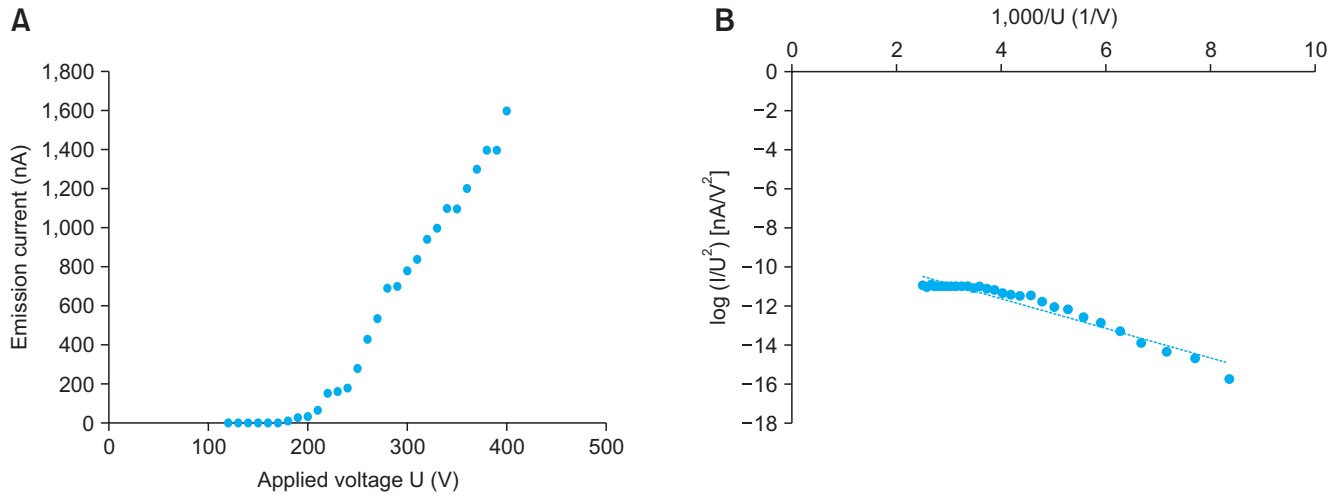 A
1,800
1,600
1,400
1,200
1,000
800
600
400
200
0
0 100 200 300 400 500
Emission current (nA)
Applied voltage U (V)
B
1,000/U (1/V)
0 2 4 6 8 10
0
−2
−4
−6
−8
−10
−12
−14
−16
−18
log (I/U²) [nA/V²]